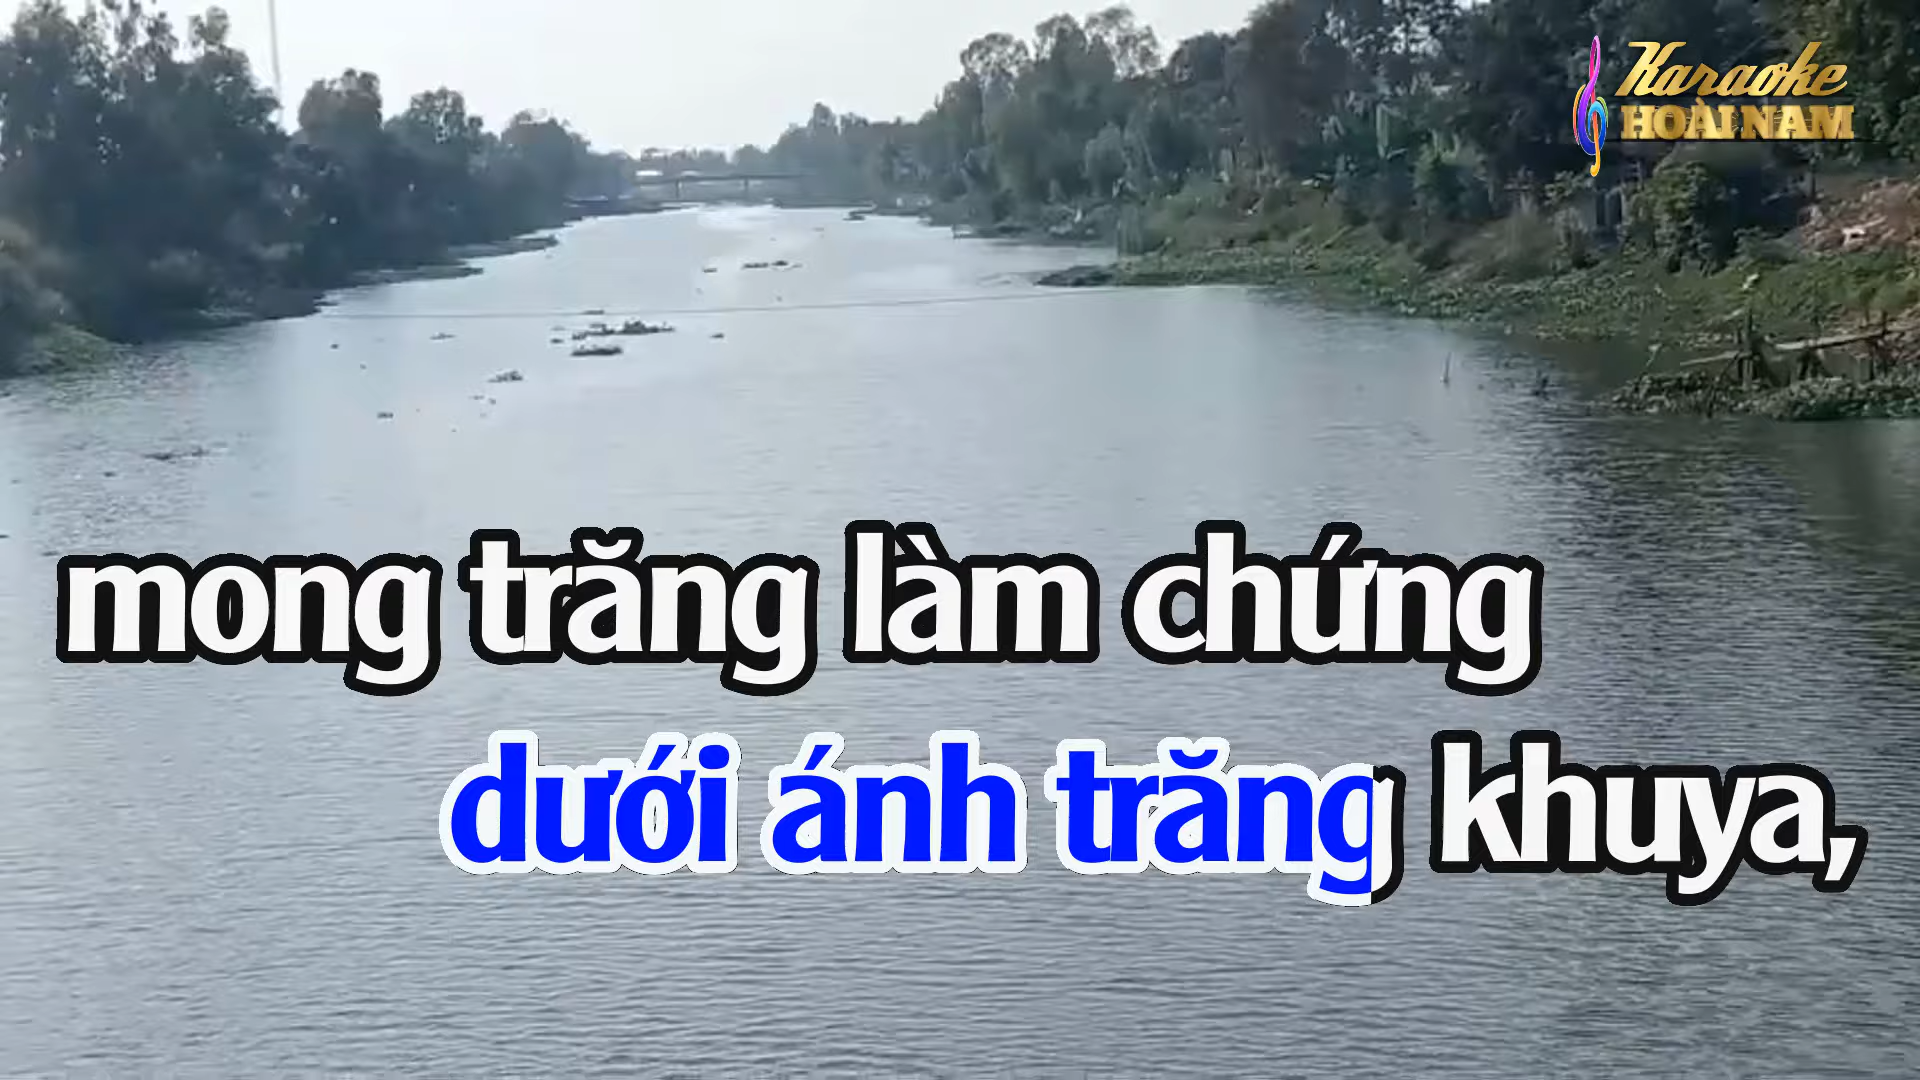 Karaoke
HOÀI NAM
mong trăng làm chứng
dưới ánh trăng khuya,